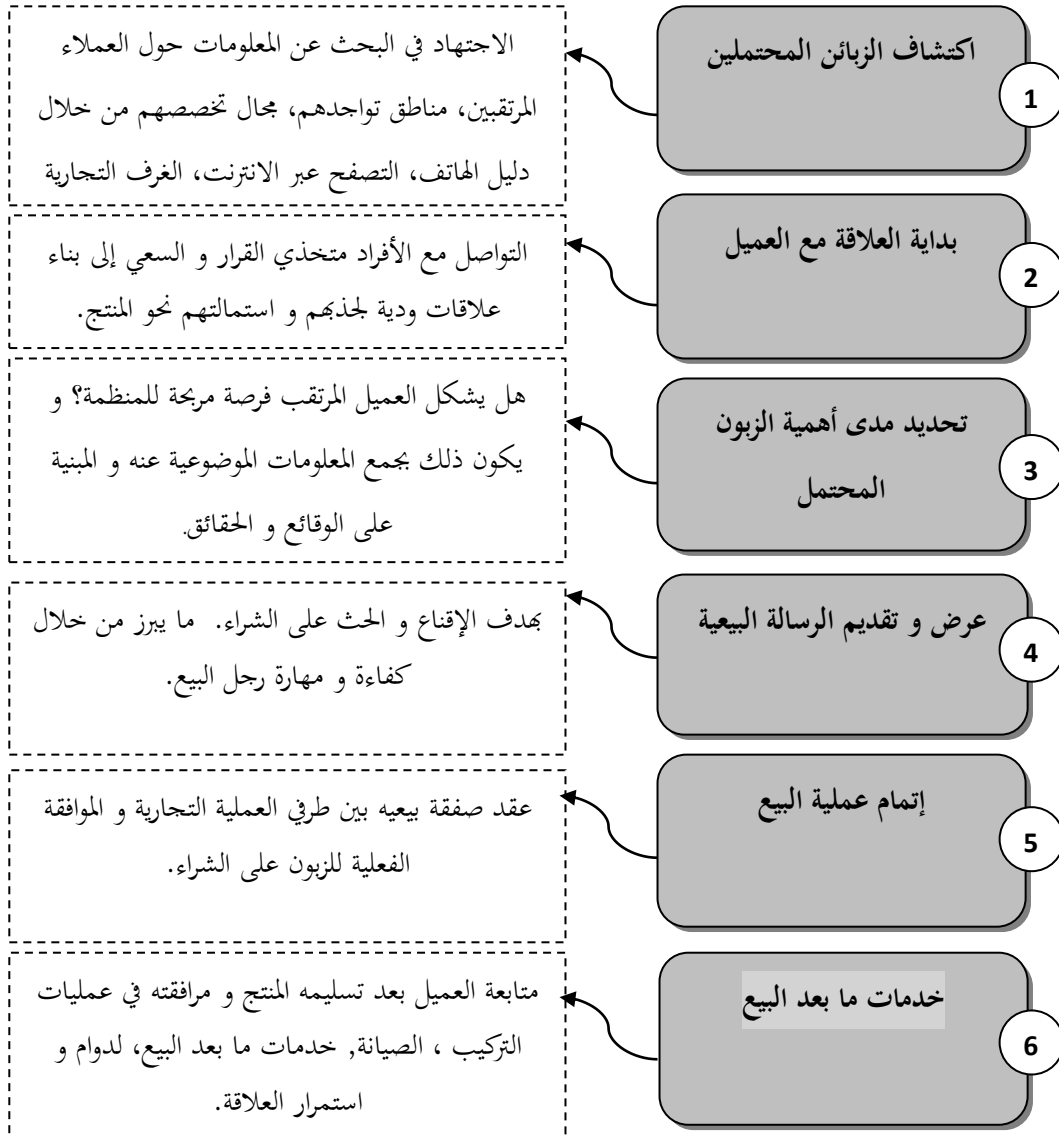 اكتشاف الزبائن المحتملين
1
الاجتهاد في البحث عن المعلومات حول العملاء
المرتقبين، مناطق تواجدهم، مجال تخصصهم من خلال
دليل الهاتف، التصفح عبر الانترنت، الغرف التجارية
بداية العلاقة مع العميل
2
التواصل مع الأفراد متخذي القرار و السعي إلى بناء
علاقات ودية لجذبهم و استمالتهم نحو المنتج.
تحديد مدى أهمية الزبون
المحتمل
3
هل يشكل العميل المرتقب فرصة مربحة للمنظمة؟ و
يكون ذلك بجمع المعلومات الموضوعية عنه و المبنية
على الوقائع و الحقائق.
عرض و تقديم الرسالة البيعية
4
بهدف الإقناع و الحث على الشراء. ما يبرز من خلال
كفاءة و مهارة رجل البيع.
إتمام عملية البيع
5
عقد صفقة بيعيه بين طرفي العملية التجارية و الموافقة
الفعلية للزبون على الشراء.
خدمات ما بعد البيع
6
متابعة العميل بعد تسليمه المنتج و مرافقته في عمليات
التركيب ، الصيانة, خدمات ما بعد البيع، لدوام و
استمرار العلاقة.